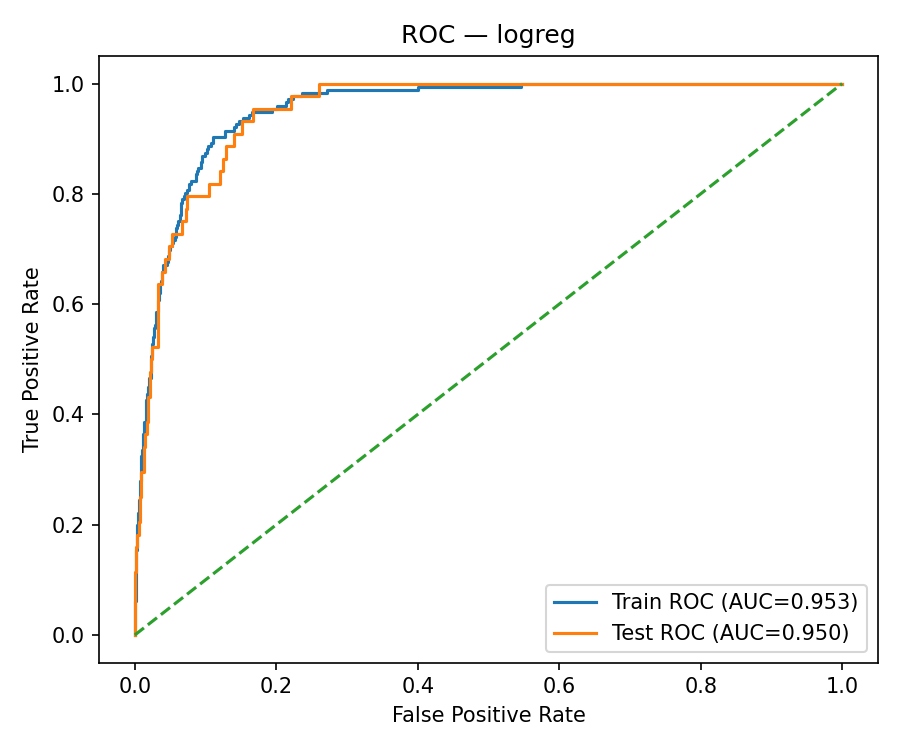 ROC — logreg
True Positive Rate
1.0
0.8
0.6
0.4
0.2
0.0
Train ROC (AUC=0.953)
Test ROC (AUC=0.950)
0.0 0.2 0.4 0.6 0.8 1.0
False Positive Rate